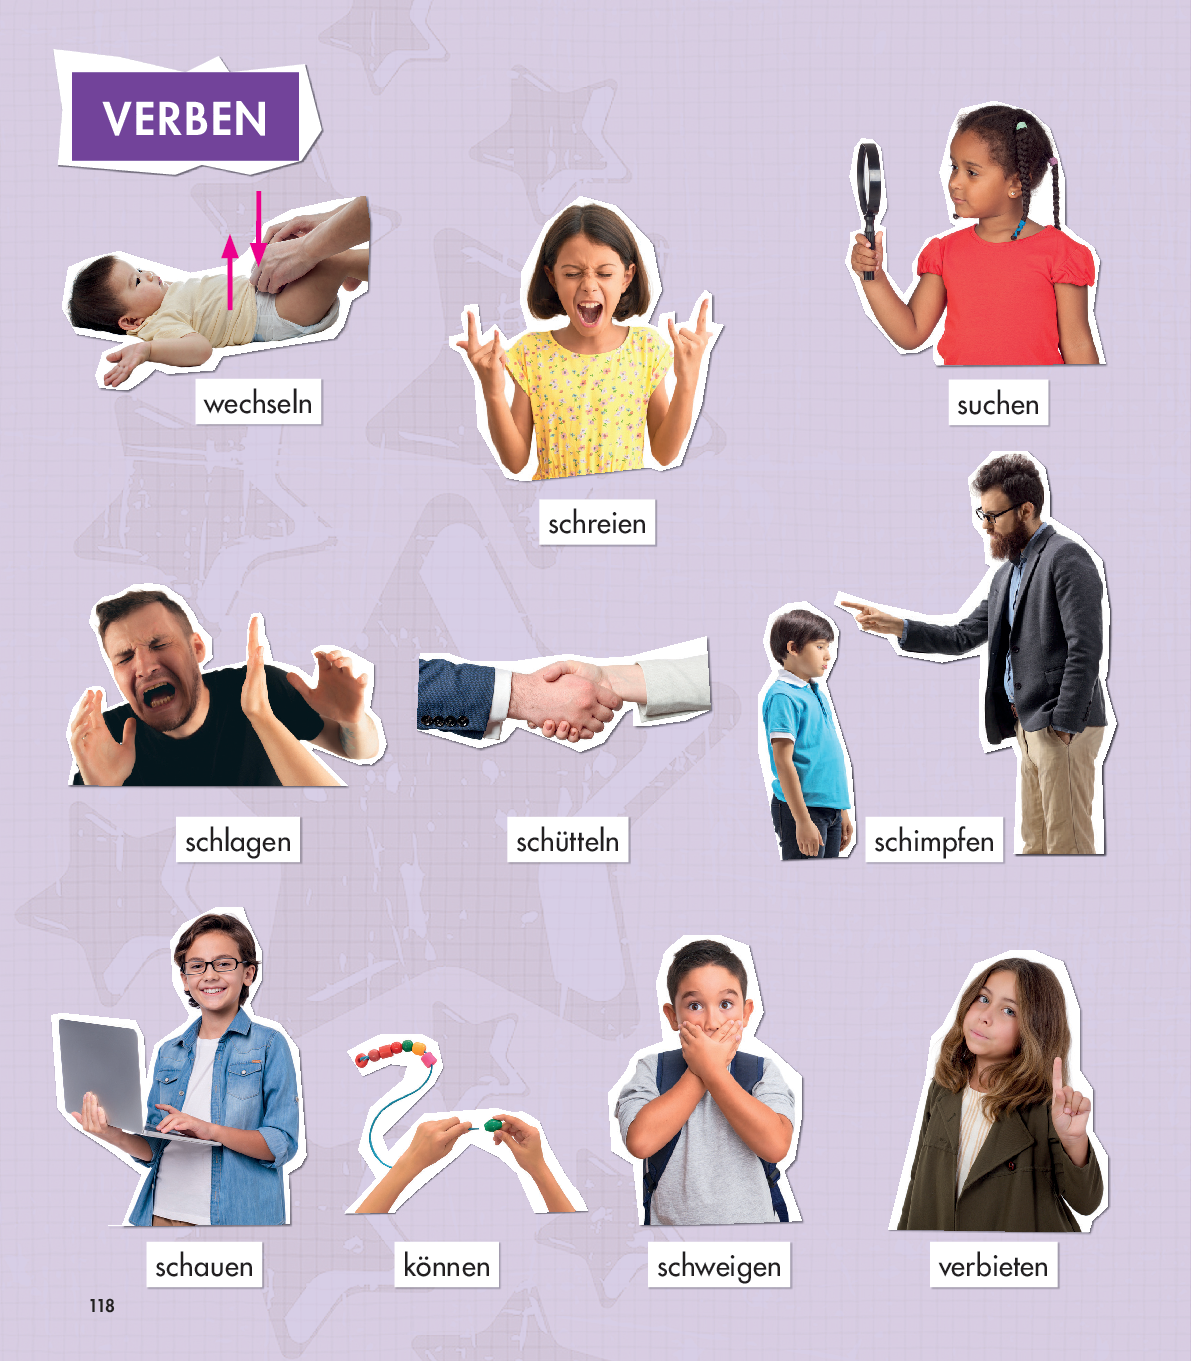 VERBEN
wechseln
suchen
schreien
schlagen
schütteln
schimpfen
schauen
können
schweigen
verbieten
118